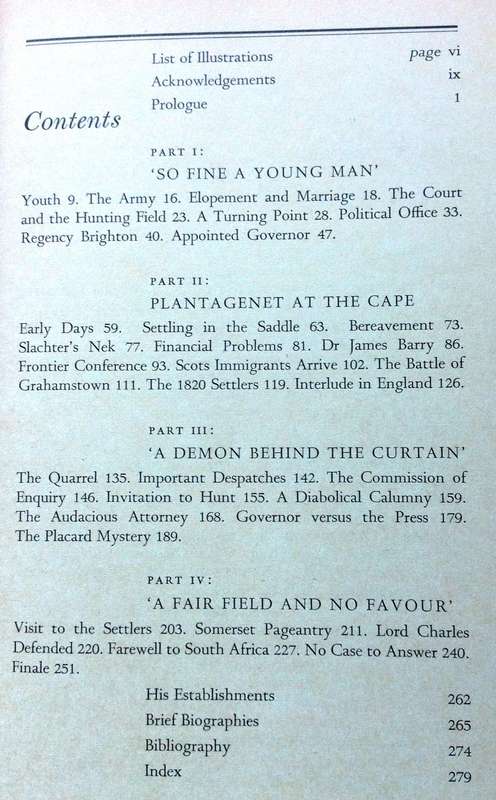 List of Illustrations page vi
Acknowledgements ix
Prologue 1
Contents
PART I:
‘SO FINE A YOUNG MAN’
Youth 9. The Army 16. Elopement and Marriage 18. The Court
and the Hunting Field 23. A Turning Point 28. Political Office 33.
Regency Brighton 40. Appointed Governor 47.
PART II:
PLANTAGENET AT THE CAPE
Early Days 59. Settling in the Saddle 63. Bereavement 73.
Slachter’s Nek 77. Financial Problems 81. Dr James Barry 86.
Frontier Conference 93. Scots Immigrants Arrive 102. The Battle of
Grahamstown 111. The 1820 Settlers 119. Interlude in England 126.
PART III:
‘A DEMON BEHIND THE CURTAIN’
The Quarrel 135. Important Despatches 142. The Commission of
Enquiry 146. Invitation to Hunt 155. A Diabolical Calumny 159.
The Audacious Attorney 168. Governor versus the Press 179.
The Placard Mystery 189.
PART IV:
‘A FAIR FIELD AND NO FAVOUR’
Visit to the Settlers 203. Somerset Pageantry 211. Lord Charles
Defended 220. Farewell to South Africa 227. No Case to Answer 240.
Finale 251.
His Establishments 262
Brief Biographies 265
Bibliography 274
Index 279